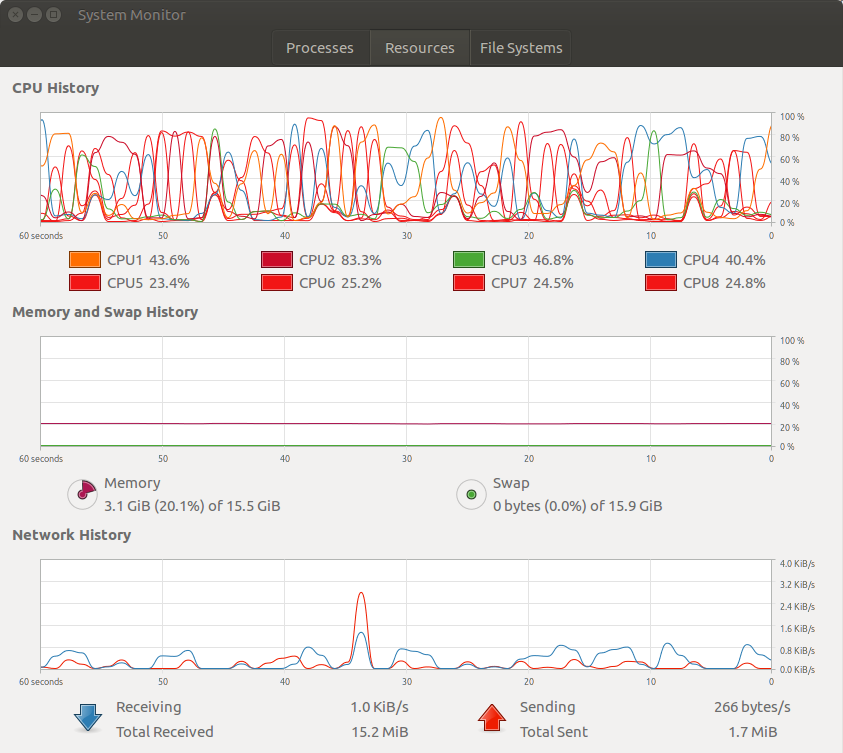 System Monitor
Processes Resources File Systems
CPU History
100 %
80 %
60 %
40 %
20 %
0 %
60 seconds 50 40 30 20 10 0
CPU1 43.6% CPU2 83.3% CPU3 46.8% CPU4 40.4%
CPU5 23.4% CPU6 25.2% CPU7 24.5% CPU8 24.8%
Memory and Swap History
100 %
80 %
60 %
40 %
20 %
0 %
60 seconds 50 40 30 20 10 0
Memory Swap
3.1 GiB (20.1%) of 15.5 GiB 0 bytes (0.0%) of 15.9 GiB
Network History
4.0 KiB/s
3.2 KiB/s
2.4 KiB/s
1.6 KiB/s
0.8 KiB/s
0.0 KiB/s
60 seconds 50 40 30 20 10 0
Receiving 1.0 KiB/s Sending 266 bytes/s
Total Received 15.2 MiB Total Sent 1.7 MiB